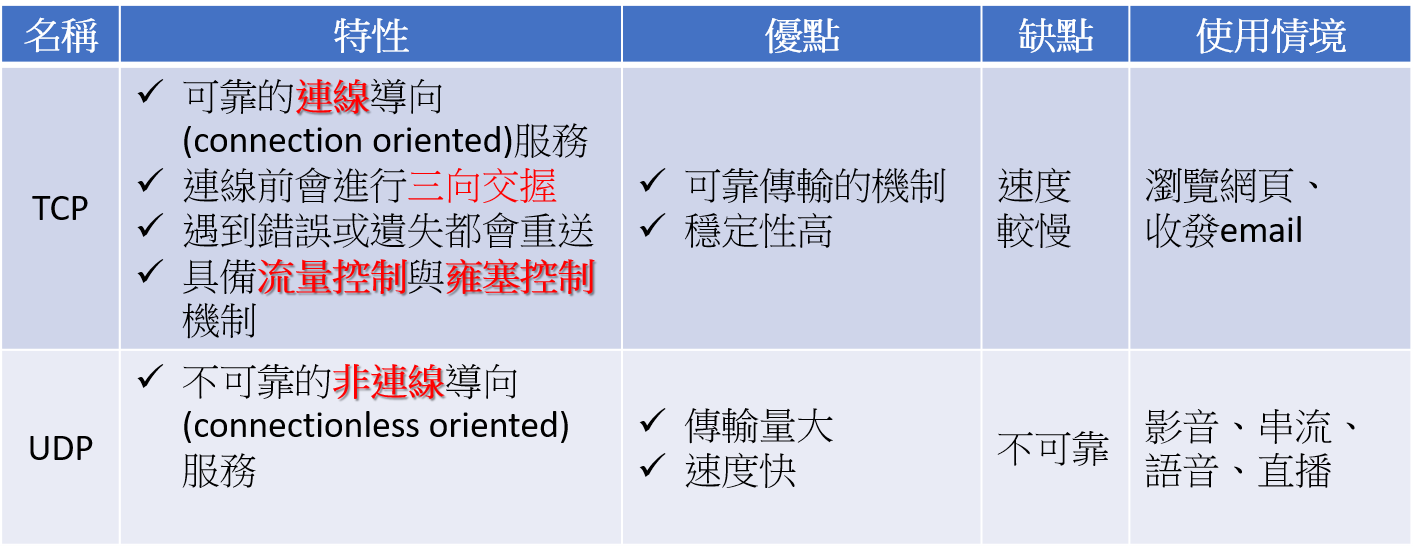 名稱
特性
優點
缺點
使用情境
TCP
✓ 可靠的連線導向
(connection oriented)服務
✓ 連線前會進行三向交握
✓ 遇到錯誤或遺失都會重送
✓ 具備流量控制與雍塞控制
機制
✓ 可靠傳輸的機制
✓ 穩定性高
速度
較慢
瀏覽網頁、
收發email
UDP
✓ 不可靠的非連線導向
(connectionless oriented)
服務
✓ 傳輸量大
✓ 速度快
不可靠
影音、串流、
語音、直播